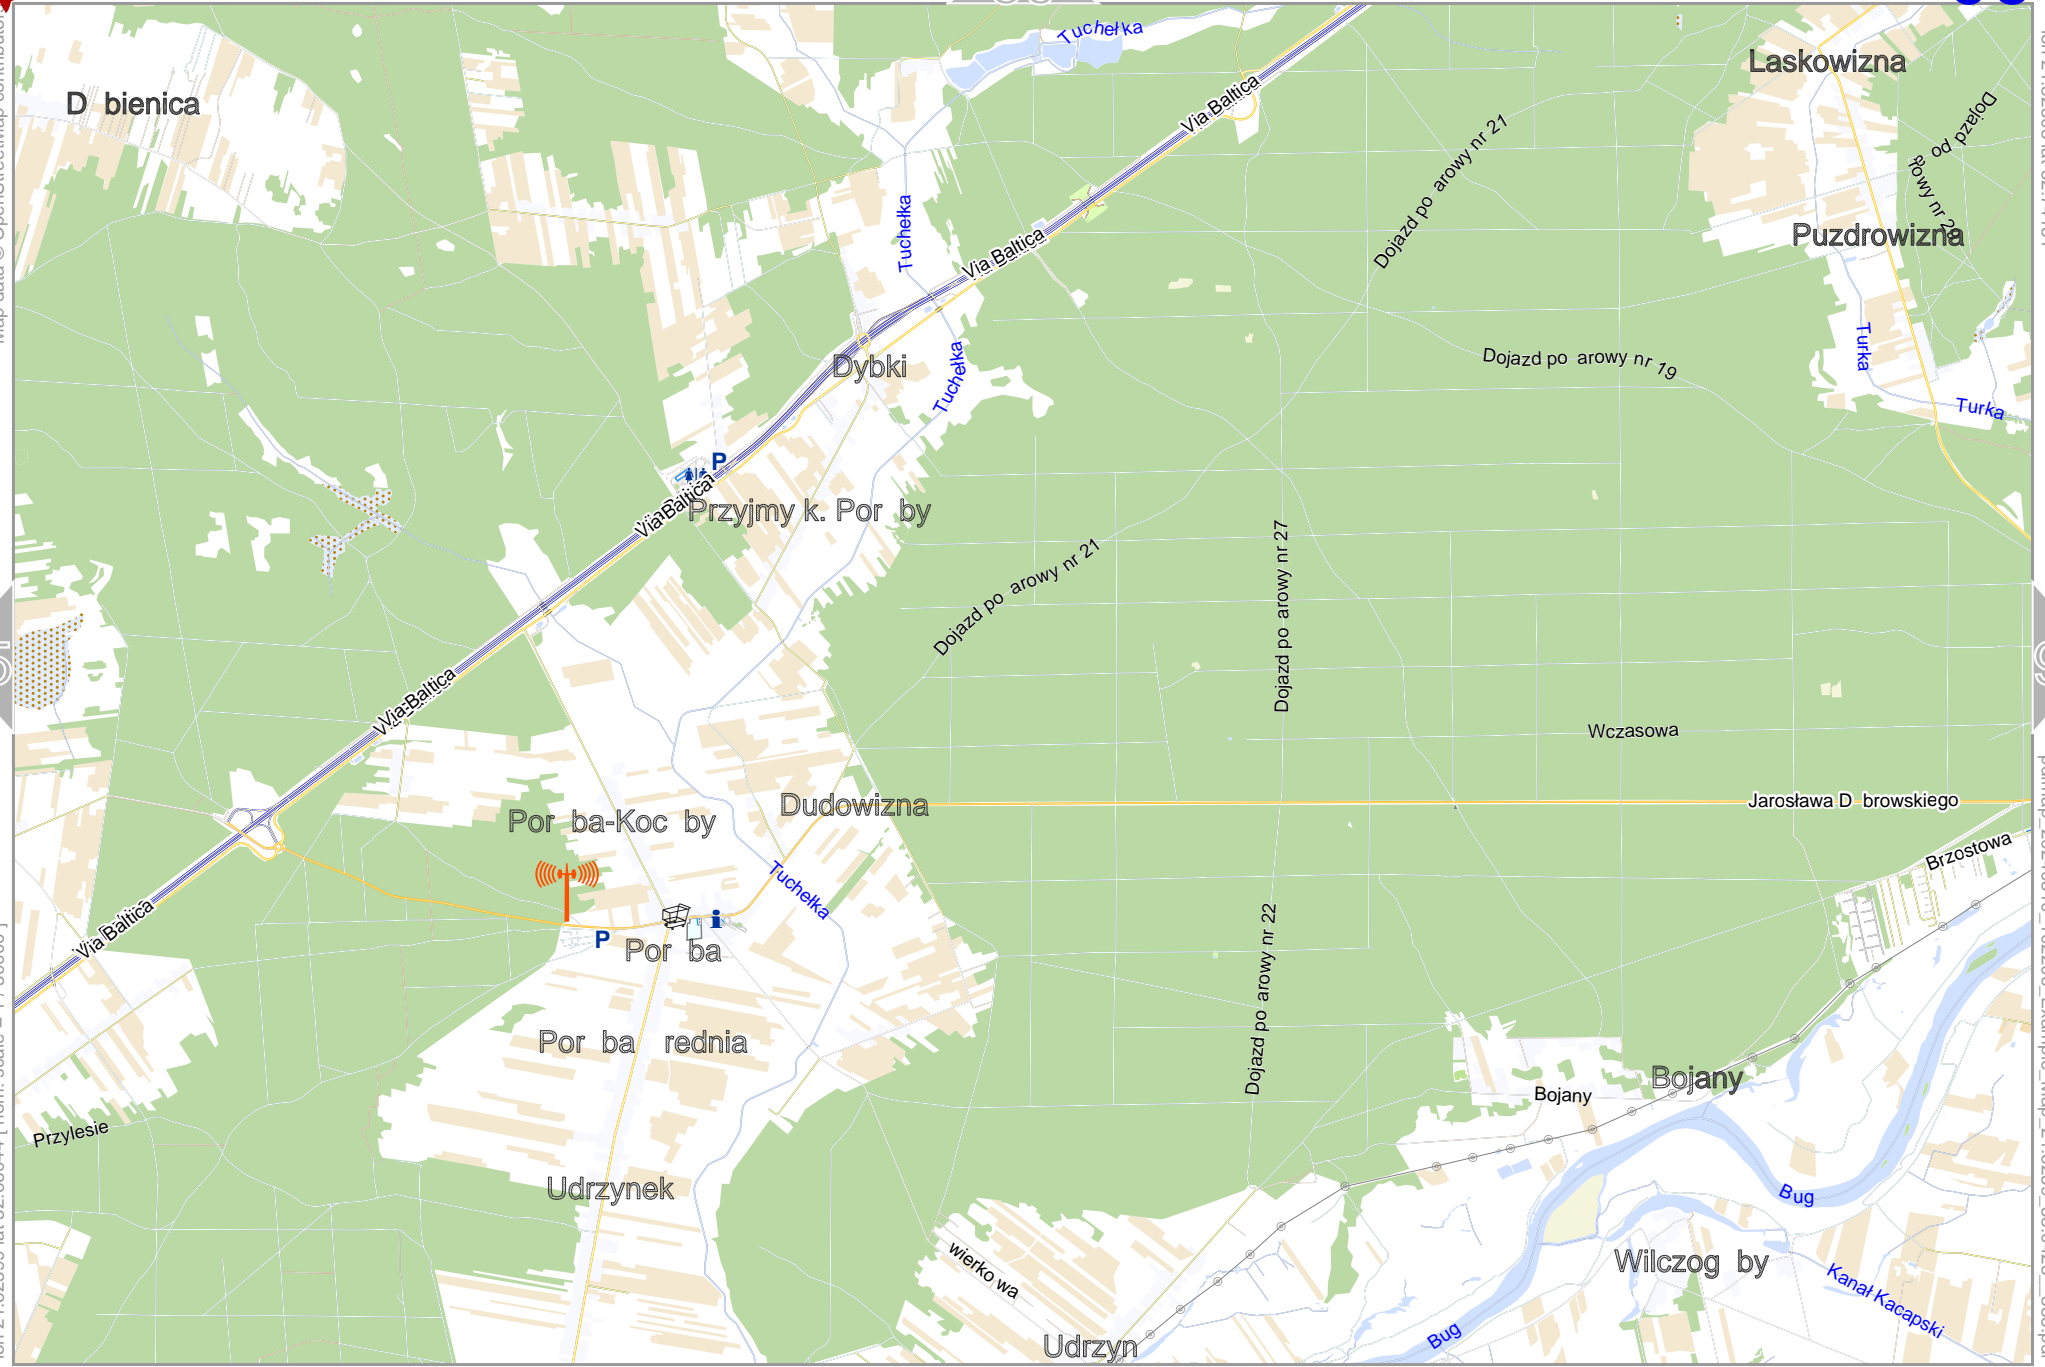 Tuchełka
Laskowizna
D bienica
Via Baltica
Dojazd po arowy nr 21
Dojazd po a
rowy nr 29
Tuchełka
Puzdrowizna
Via Baltica
Turka
Dojazd po arowy nr 19
Dybki
Tuchełka
Turka
P
Via Baltica
Przyjmy k. Por by
Dojazd po arowy nr 21
Dojazd po arowy nr 27
Via Baltica
Wczasowa
Jarosława D browskiego
Dudowizna
Por ba-Koc by
Brzostowa
Tuchełka
Via Baltica
P
i
Por ba
Dojazd po arowy nr 22
Por ba rednia
Bojany
Bojany
Przylesie
Udrzynek
Bug
wierko wa
Wilczog by
Kanał Kacapski
Bug
Udrzyn